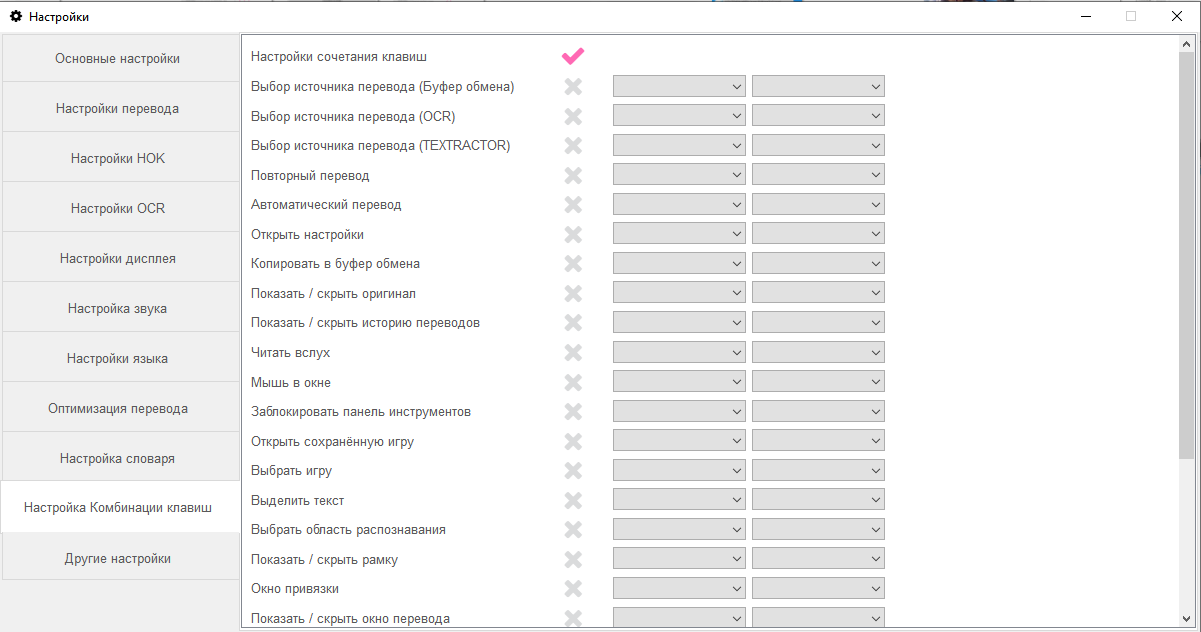 Настройки
Основные настройки
Настройки перевода
Настройки HOK
Настройки OCR
Настройки дисплея
Настройка звука
Настройки языка
Оптимизация перевода
Настройка словаря
Настройка Комбинации клавиш
Другие настройки
Настройки сочетания клавиш
Выбор источника перевода (Буфер обмена)
Выбор источника перевода (OCR)
Выбор источника перевода (TEXTRACTOR)
Повторный перевод
Автоматический перевод
Открыть настройки
Копировать в буфер обмена
Показать / скрыть оригинал
Показать / скрыть историю переводов
Читать вслух
Мышь в окне
Заблокировать панель инструментов
Открыть сохранённую игру
Выбрать игру
Выделить текст
Выбрать область распознавания
Показать / скрыть рамку
Окно привязки
Показать / скрыть окно перевода